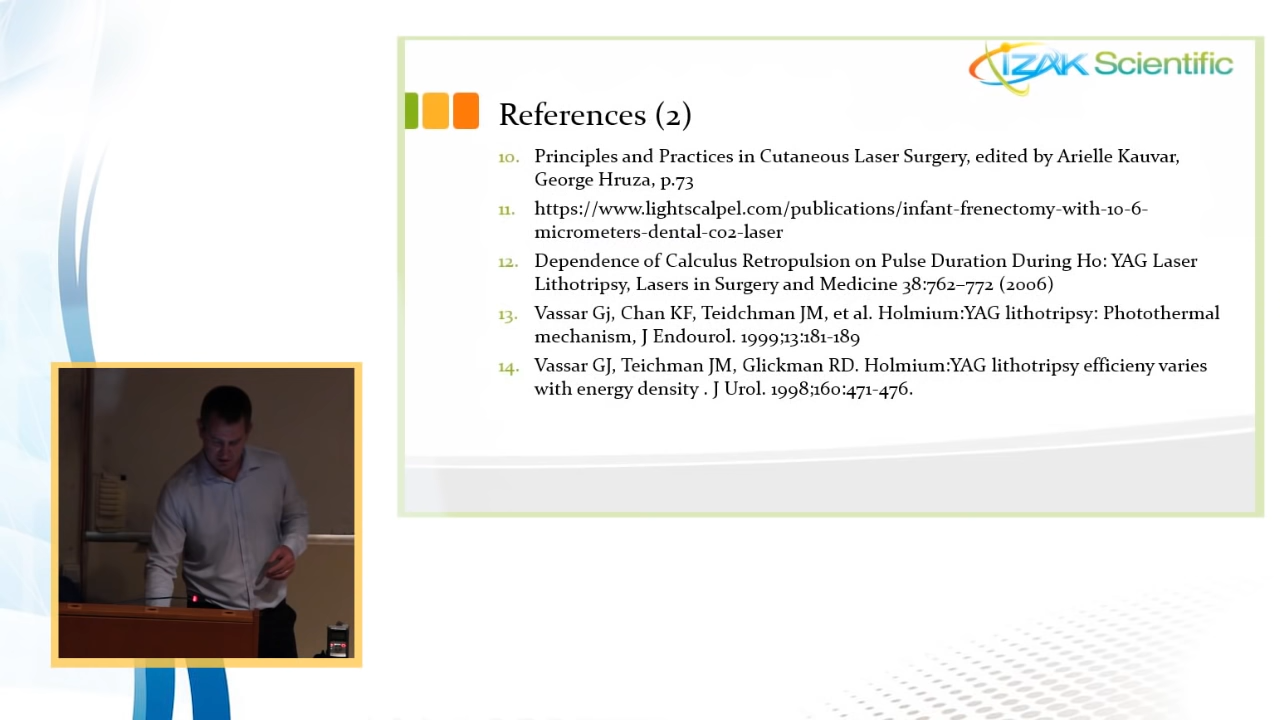 IZAK Scientific
References (2)
10. Principles and Practices in Cutaneous Laser Surgery, edited by Arielle Kauvar,
George Hruza, p.73
11. https://www.lightscalpel.com/publications/infant-frenectomy-with-10-6-
micrometers-dental-co2-laser
12. Dependence of Calculus Retropulsion on Pulse Duration During Ho: YAG Laser
Lithotripsy, Lasers in Surgery and Medicine 38:762–772 (2006)
13. Vassar Gj, Chan KF, Teidchman JM, et al. Holmium:YAG lithotripsy: Photothermal
mechanism, J Endourol. 1999;13:181-189
14. Vassar GJ, Teichman JM, Glickman RD. Holmium:YAG lithotripsy efficieny varies
with energy density . J Urol. 1998;160:471-476.